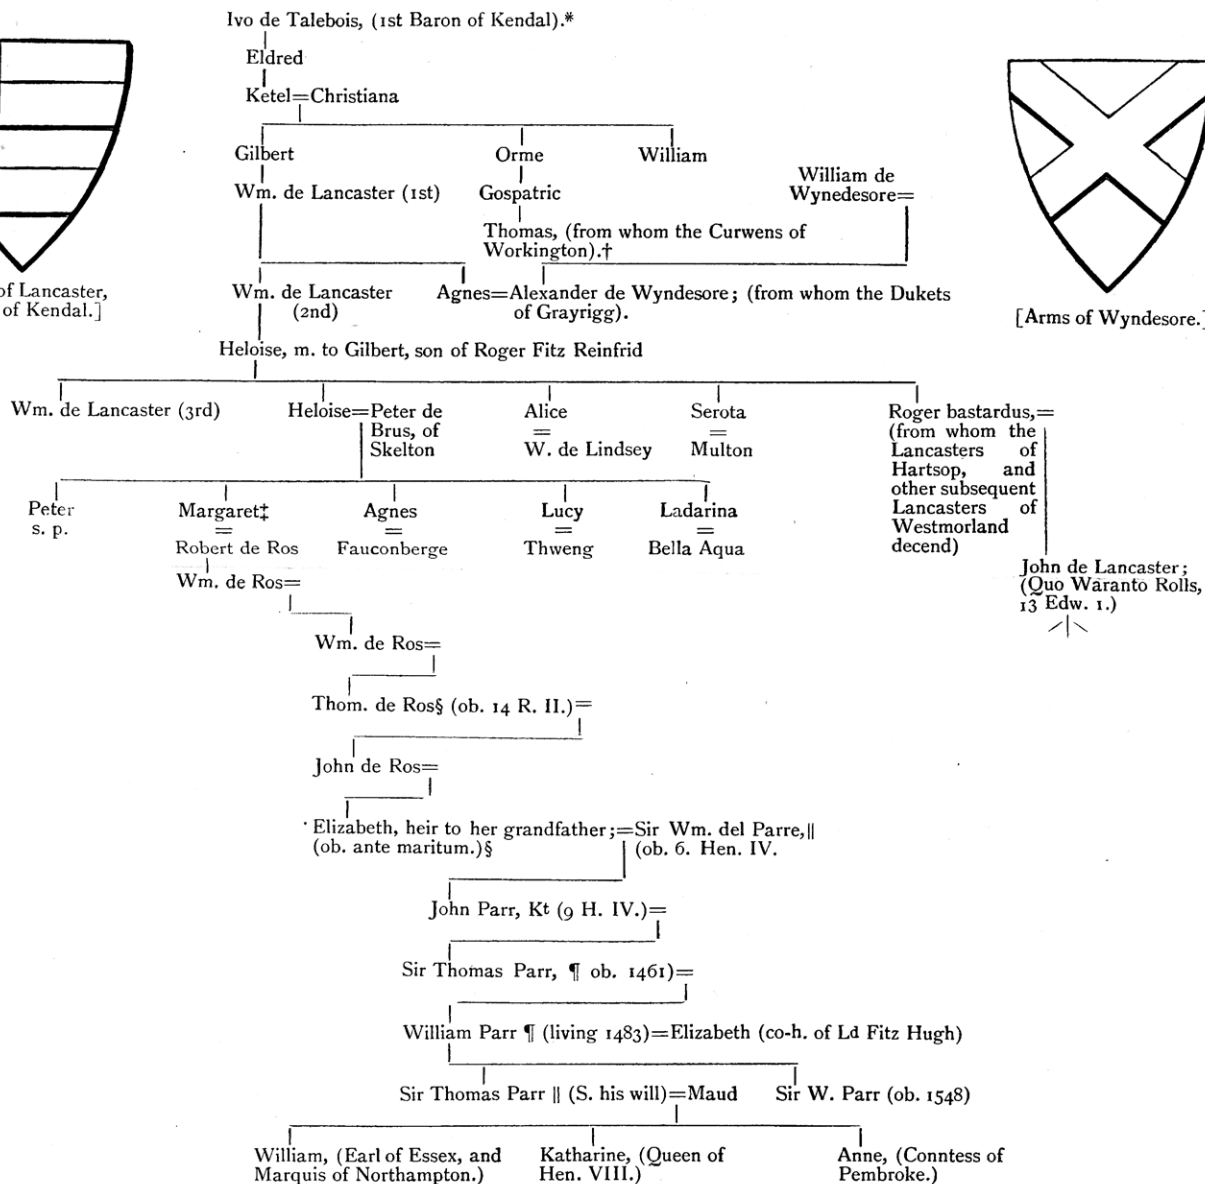 Ivo de Talebois, (1st Baron of Kendal).*
Eldred
Ketel=Christiana
Gilbert Orme William
Wm. de Lancaster (1st) Gospatric
William de
Wynedesore=
Thomas, (from whom the Curwens of
Workington).†
of Lancaster,
of Kendal.]
Wm. de Lancaster
(2nd)
Agnes=Alexander de Wyndesore; (from whom the Dukets
of Grayrigg).
[Arms of Wyndesore.]
Heloise, m. to Gilbert, son of Roger Fitz Reinfrid
Wm. de Lancaster (3rd)
Heloise=Peter de
Brus, of
Skelton
Alice
=
W. de Lindsey
Serota
=
Multon
Roger bastardus,=
(from whom the
Lancasters of
Hartsop, and
other subsequent
Lancasters of
Westmorland
decend)
Peter
s. p.
Margaret‡
=
Robert de Ros
Agnes
=
Fauconberge
Lucy
=
Thweng
Ladarina
=
Bella Aqua
John de Lancaster;
(Quo Waranto Rolls,
13 Edw. 1.)
Wm. de Ros=
Wm. de Ros=
Thom. de Ros§ (ob. 14 R. II.)=
John de Ros=
Elizabeth, heir to her grandfather;=Sir Wm. del Parre,||
(ob. ante maritum.)§ (ob. 6. Hen. IV.
John Parr, Kt (9 H. IV.)=
Sir Thomas Parr, ¶ ob. 1461)=
William Parr ¶ (living 1483)=Elizabeth (co-h. of Ld Fitz Hugh)
Sir Thomas Parr || (S. his will)=Maud Sir W. Parr (ob. 1548)
William, (Earl of Essex, and
Marquis of Northampton.)
Katharine, (Queen of
Hen. VIII.)
Anne, (Conntess of
Pembroke.)